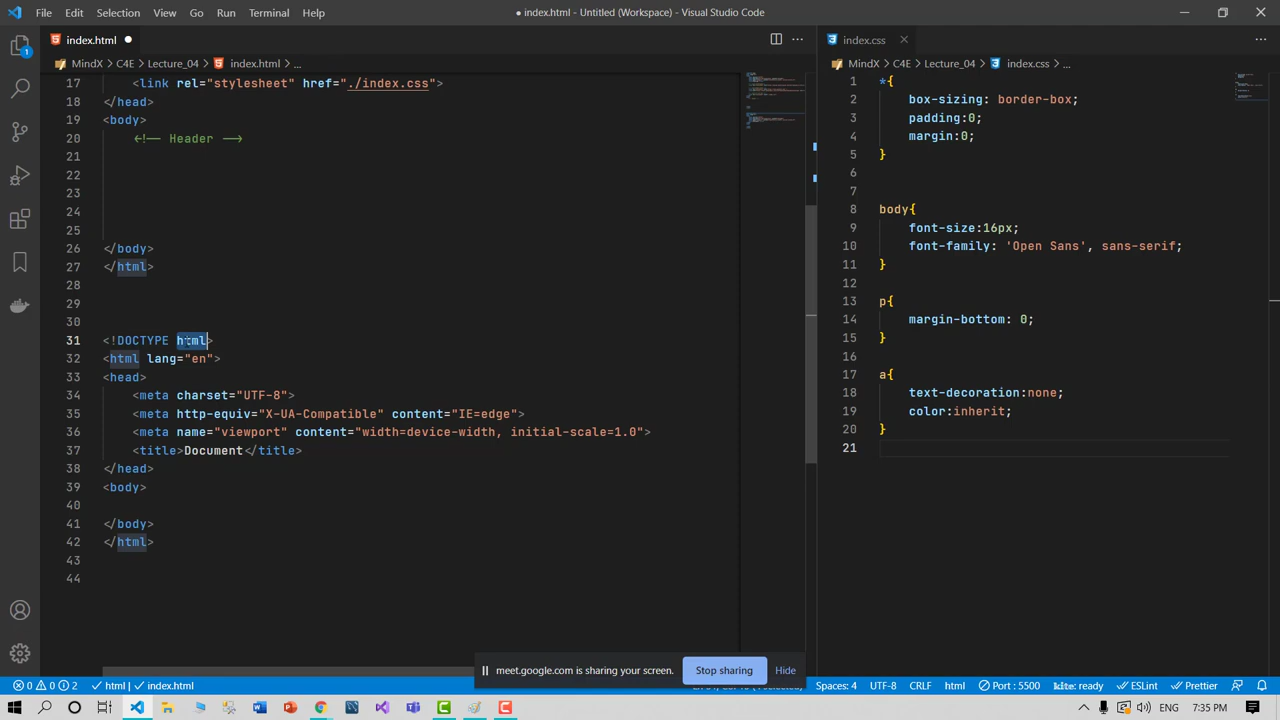 File Edit Selection View Go Run Terminal Help
● index.html - Untitled (Workspace) - Visual Studio Code
index.html ●
MindX > C4E > Lecture_04 > index.html > ...
17 <link rel="stylesheet" href="./index.css">
18 </head>
19 <body>
20 <!-- Header -->
21
22
23
24
25
26 </body>
27 </html>
28
29
30
31 <!DOCTYPE html>
32 <html lang="en">
33 <head>
34 <meta charset="UTF-8">
35 <meta http-equiv="X-UA-Compatible" content="IE=edge">
36 <meta name="viewport" content="width=device-width, initial-scale=1.0">
37 <title>Document</title>
38 </head>
39 <body>
40
41 </body>
42 </html>
43
44
index.css
MindX > C4E > Lecture_04 > index.css > ...
1 *{
2 box-sizing: border-box;
3 padding:0;
4 margin:0;
5 }
6
7
8 body{
9 font-size:16px;
10 font-family: 'Open Sans', sans-serif;
11 }
12
13 p{
14 margin-bottom: 0;
15 }
16
17 a{
18 text-decoration:none;
19 color:inherit;
20 }
21
1
meet.google.com is sharing your screen. Stop sharing Hide
0 0 2 html | index.html
Spaces: 4 UTF-8 CRLF html Port : 5500 kite: ready ESLint Prettier
ENG 7:35 PM